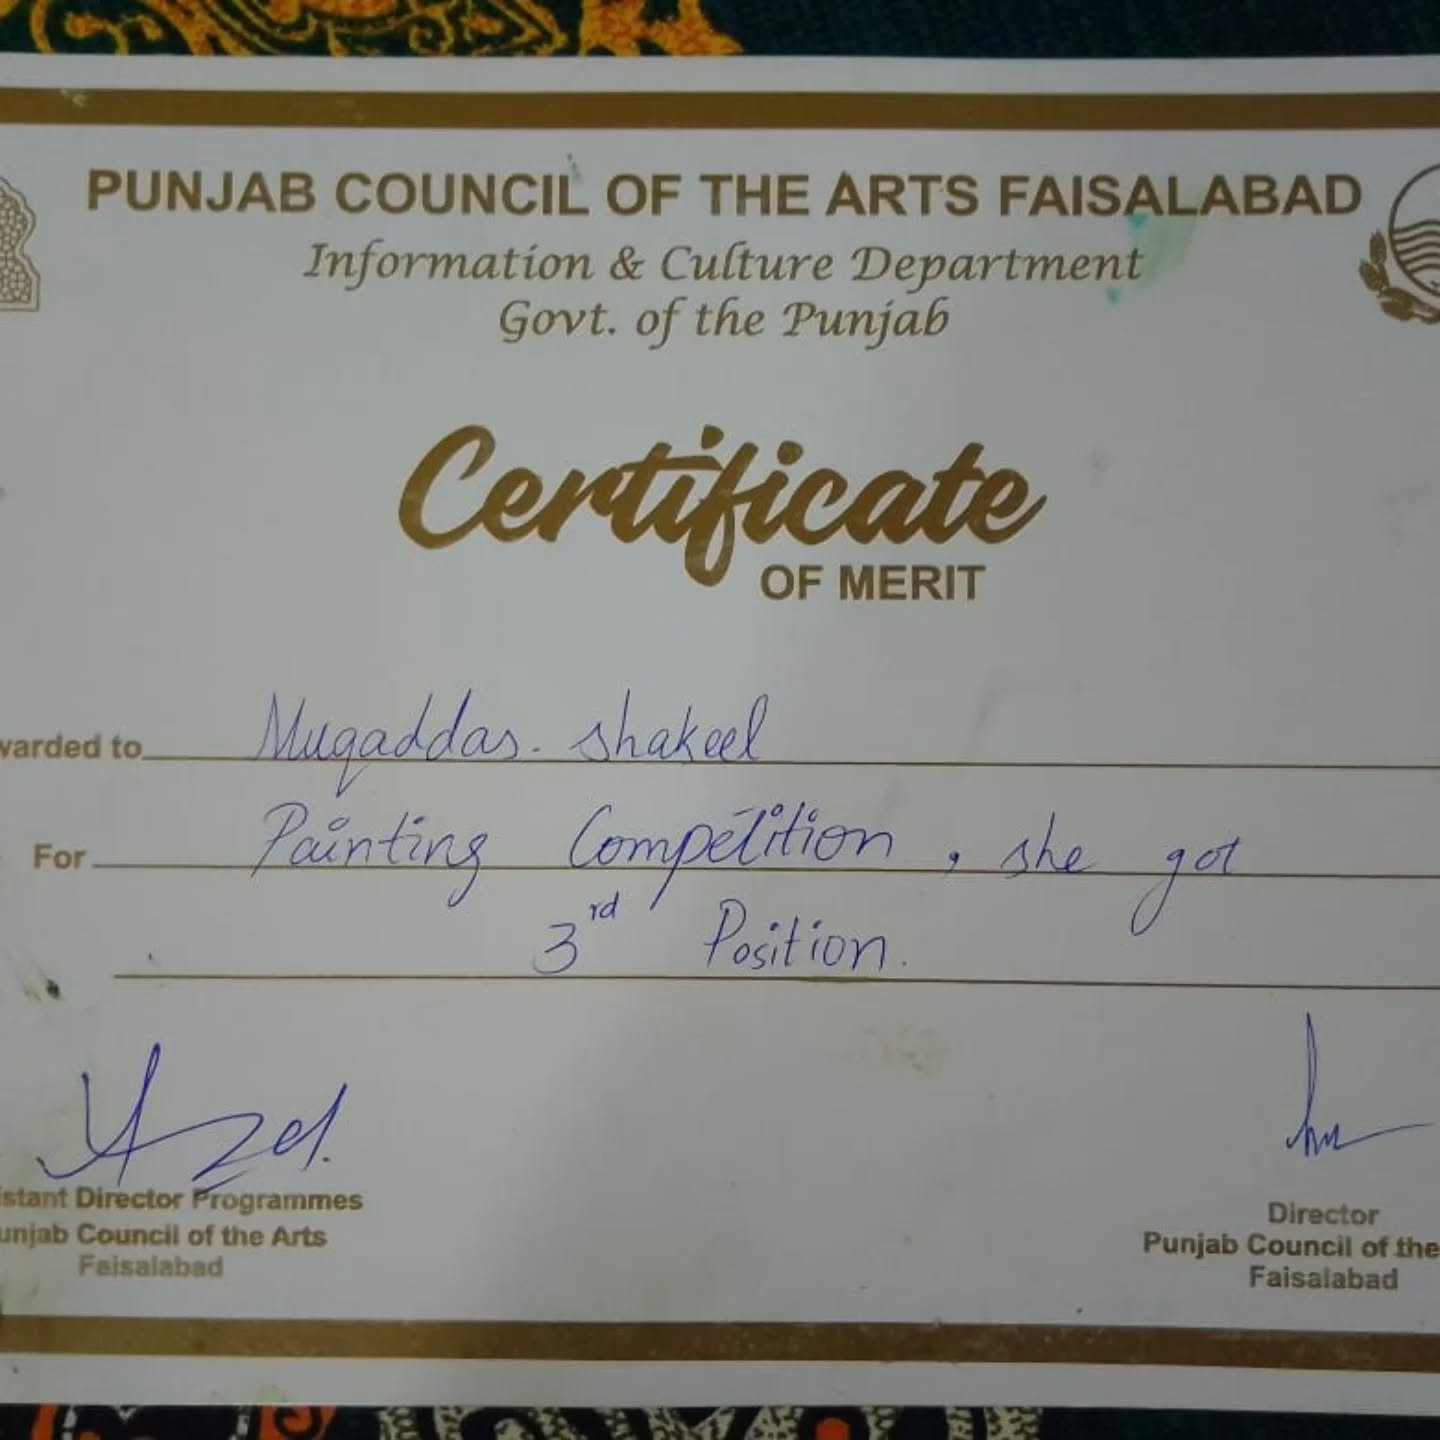 PUNJAB COUNCIL OF THE ARTS FAISALABAD
Information & Culture Department
Govt. of the Punjab
Certificate
OF MERIT
warded to Muqaddas. shakeel
For Painting Competition, she got
3rd Position.
istant Director Programmes
unjab Council of the Arts
Faisalabad
Director
Punjab Council of the
Faisalabad